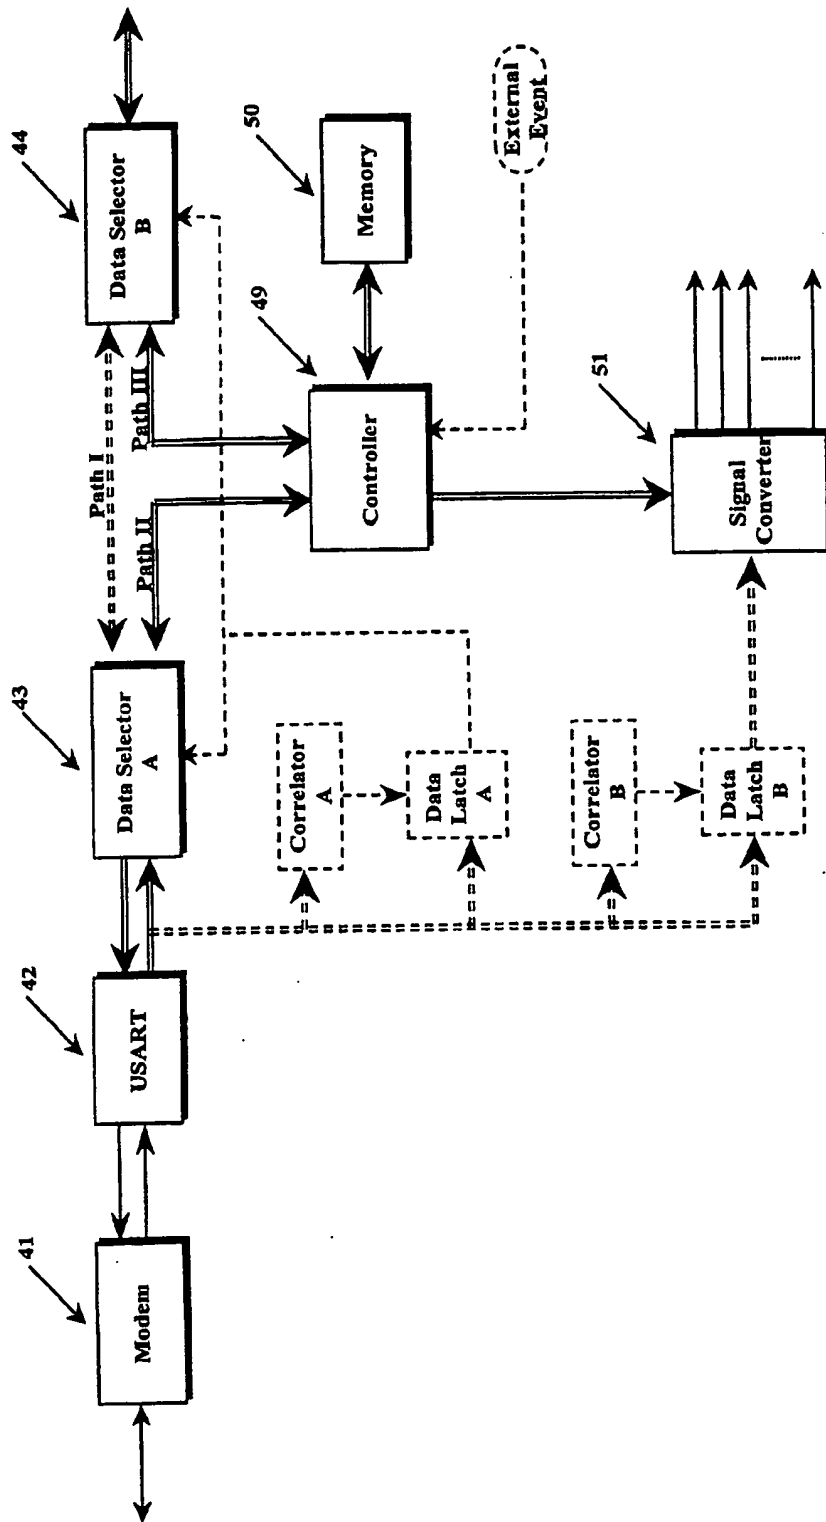 41
Modem
42
USART
43
Data Selector
A
Path I
Path II
Path III
44
Data Selector
B
49
Controller
50
Memory
External
Event
Correlator
A
Data
Latch
A
Correlator
B
Data
Latch
B
51
Signal
Converter